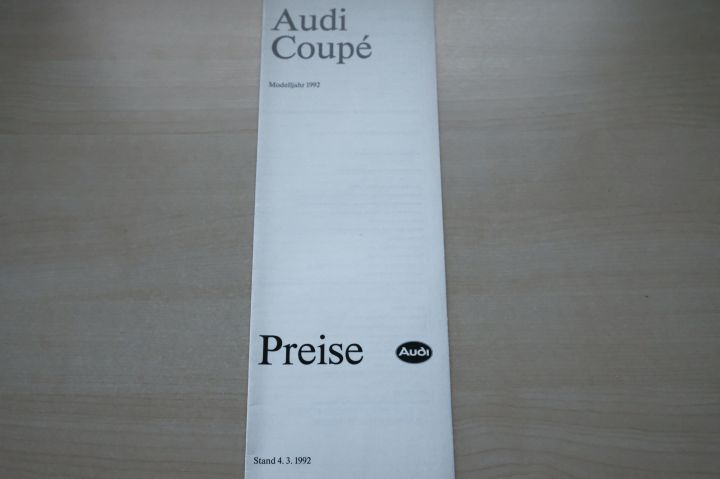 Audi
Coupé
Modelljahr 1992
Preise
Audi
Stand 4. 3. 1992